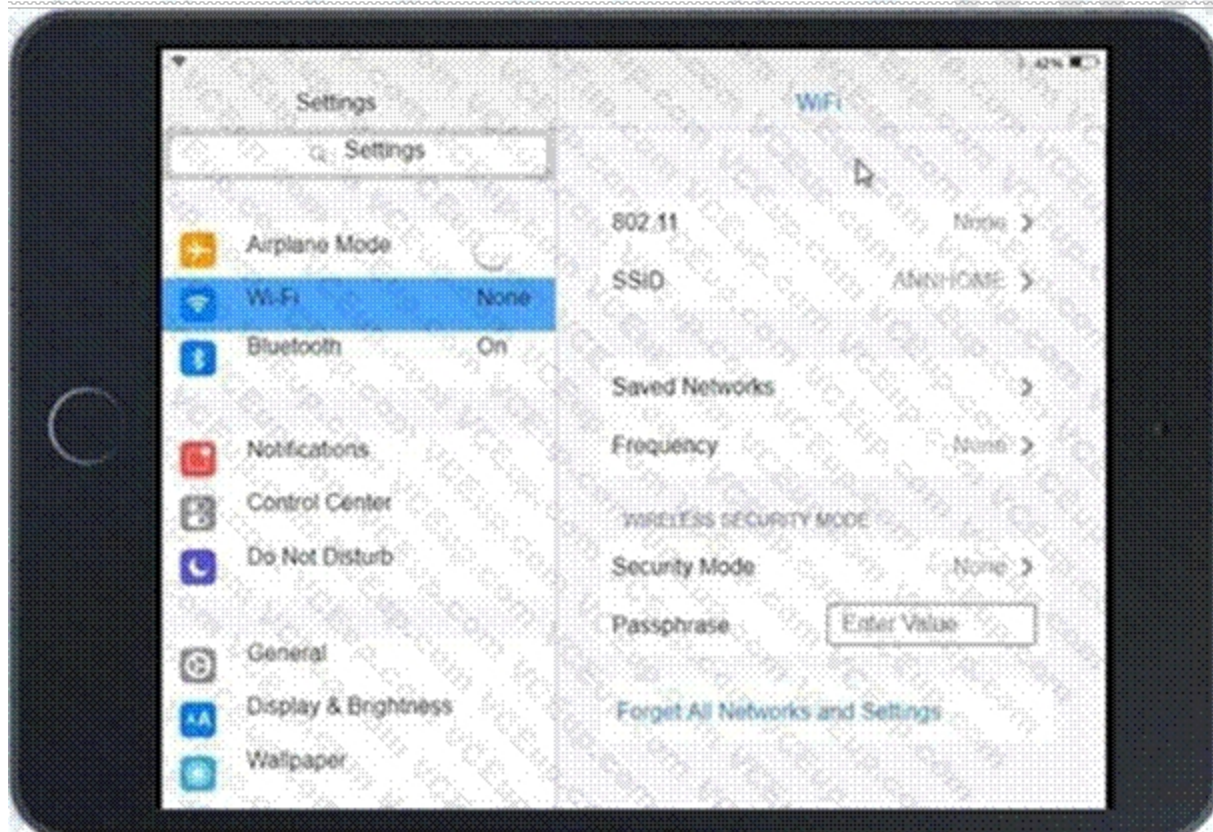 42%
Settings
WiFi
Settings
Airplane Mode
Wi-Fi None
Bluetooth On
Notifications
Control Center
Do Not Disturb
General
Display & Brightness
Wallpaper
802.11 None
SSID ANNHOME
Saved Networks
Frequency None
WIRELESS SECURITY MODE
Security Mode None
Passphrase Enter Value
Forget All Networks and Settings
VCEup.com